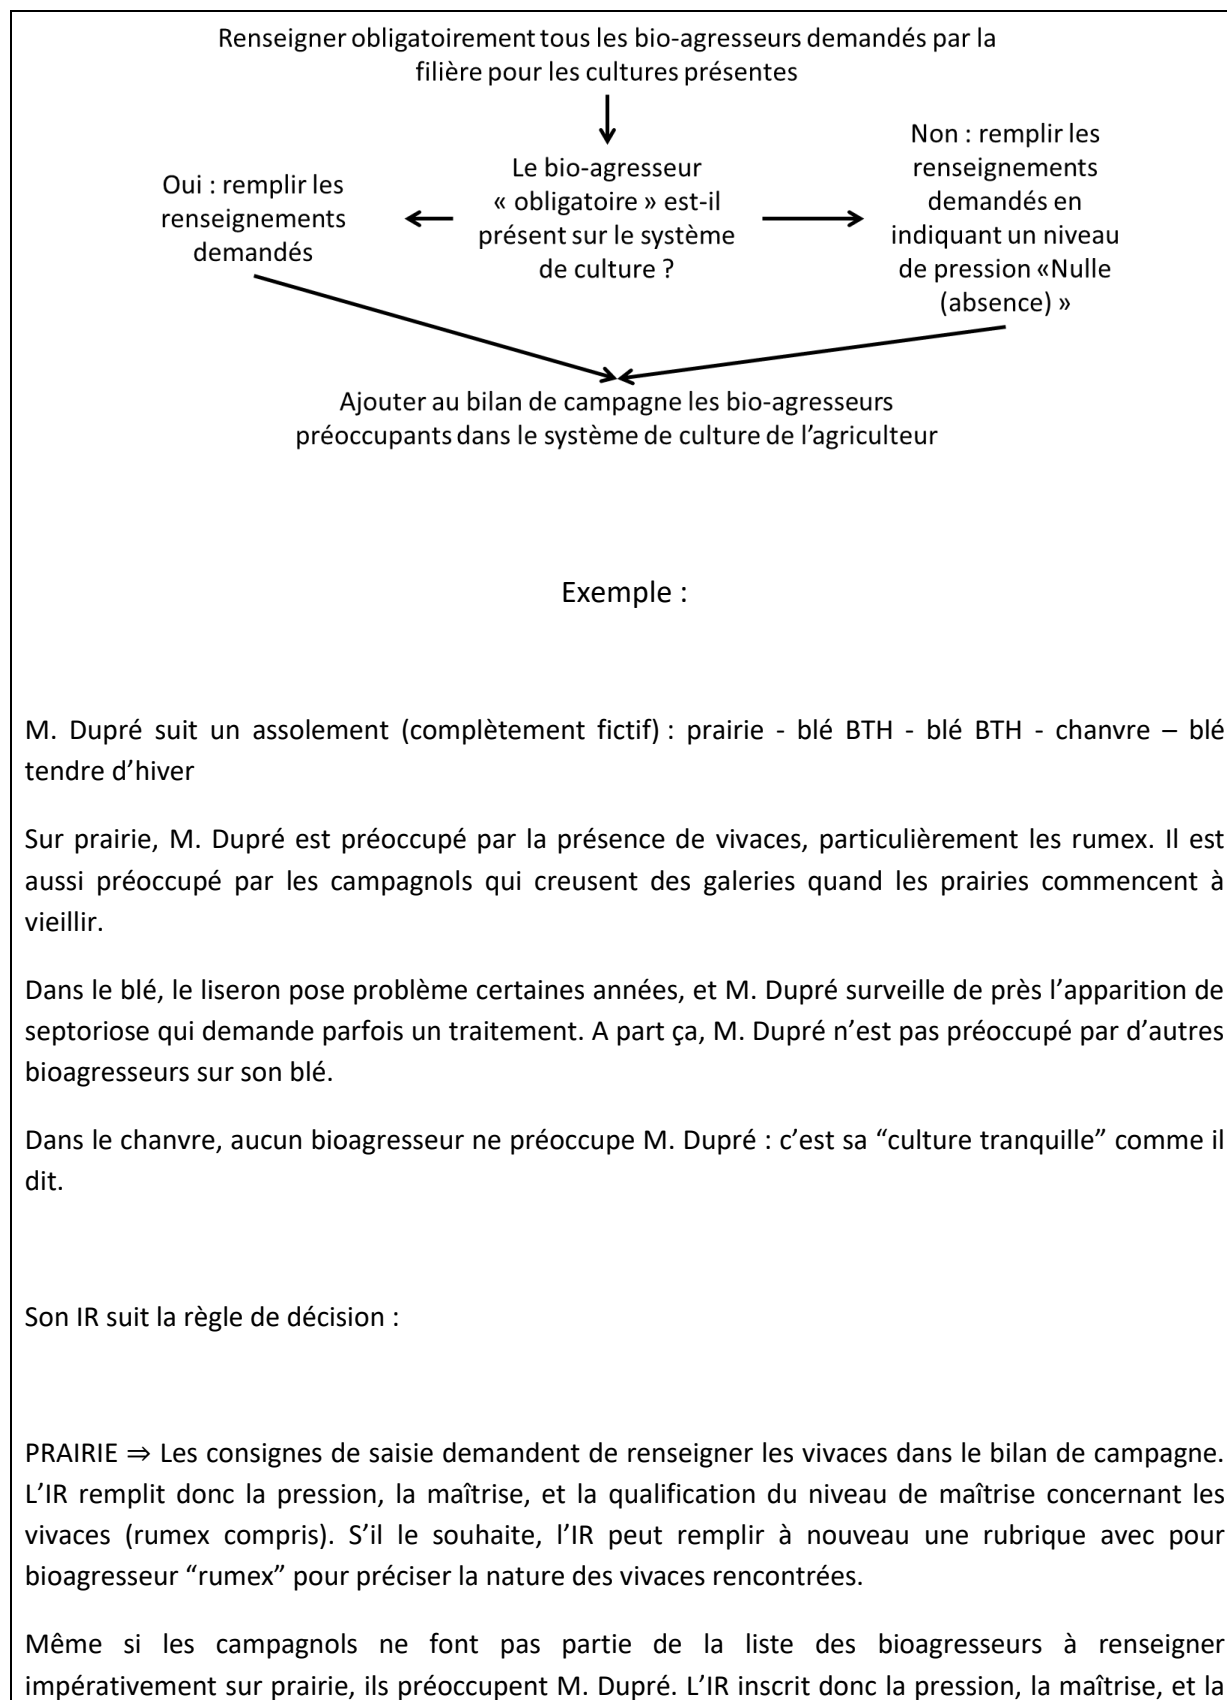 Renseigner obligatoirement tous les bio-agresseurs demandés par la
filière pour les cultures présentes
Oui : remplir les
renseignements
demandés
Le bio-agresseur
« obligatoire » est-il
présent sur le système
de culture ?
Non : remplir les
renseignements
demandés en
indiquant un niveau
de pression «Nulle
(absence) »
Ajouter au bilan de campagne les bio-agresseurs
préoccupants dans le système de culture de l’agriculteur
Exemple :
M. Dupré suit un assolement (complètement fictif) : prairie - blé BTH - blé BTH - chanvre – blé
tendre d’hiver
Sur prairie, M. Dupré est préoccupé par la présence de vivaces, particulièrement les rumex. Il est
aussi préoccupé par les campagnols qui creusent des galeries quand les prairies commencent à
vieillir.
Dans le blé, le liseron pose problème certaines années, et M. Dupré surveille de près l’apparition de
septoriose qui demande parfois un traitement. A part ça, M. Dupré n’est pas préoccupé par d’autres
bioagresseurs sur son blé.
Dans le chanvre, aucun bioagresseur ne préoccupe M. Dupré : c’est sa “culture tranquille” comme il
dit.
Son IR suit la règle de décision :
PRAIRIE ⇒ Les consignes de saisie demandent de renseigner les vivaces dans le bilan de campagne.
L’IR remplit donc la pression, la maîtrise, et la qualification du niveau de maîtrise concernant les
vivaces (rumex compris). S’il le souhaite, l’IR peut remplir à nouveau une rubrique avec pour
bioagresseur “rumex” pour préciser la nature des vivaces rencontrées.
Même si les campagnols ne font pas partie de la liste des bioagresseurs à renseigner
impérativement sur prairie, ils préoccupent M. Dupré. L’IR inscrit donc la pression, la maîtrise, et la